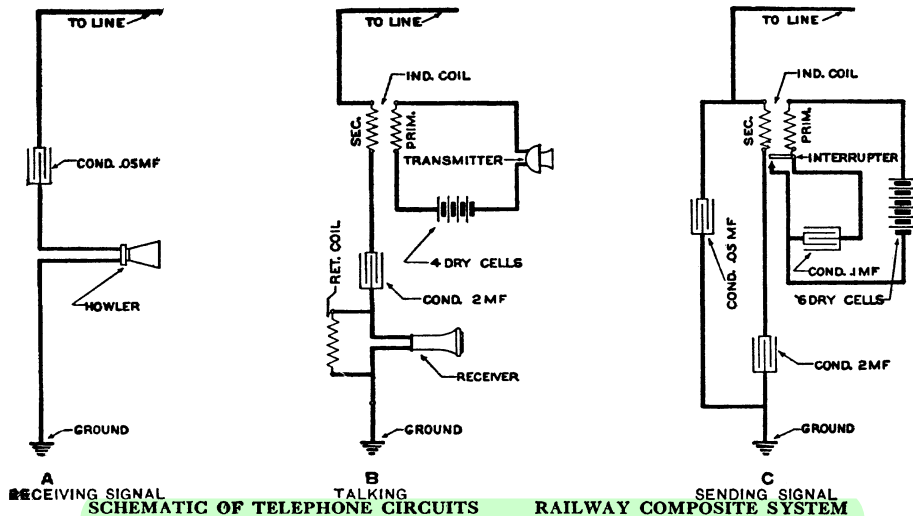 TO LINE
COND. .05MF
HOWLER
GROUND
A
RECEIVING SIGNAL
TO LINE
IND. COIL
SEC.
PRIM.
TRANSMITTER
4 DRY CELLS
RET. COIL
COND. 2MF
RECEIVER
GROUND
B
TALKING
TO LINE
IND. COIL
SEC.
PRIM.
INTERRUPTER
COND. .05 MF
COND. .1MF
6 DRY CELLS
COND. 2MF
GROUND
C
SENDING SIGNAL
SCHEMATIC OF TELEPHONE CIRCUITS RAILWAY COMPOSITE SYSTEM